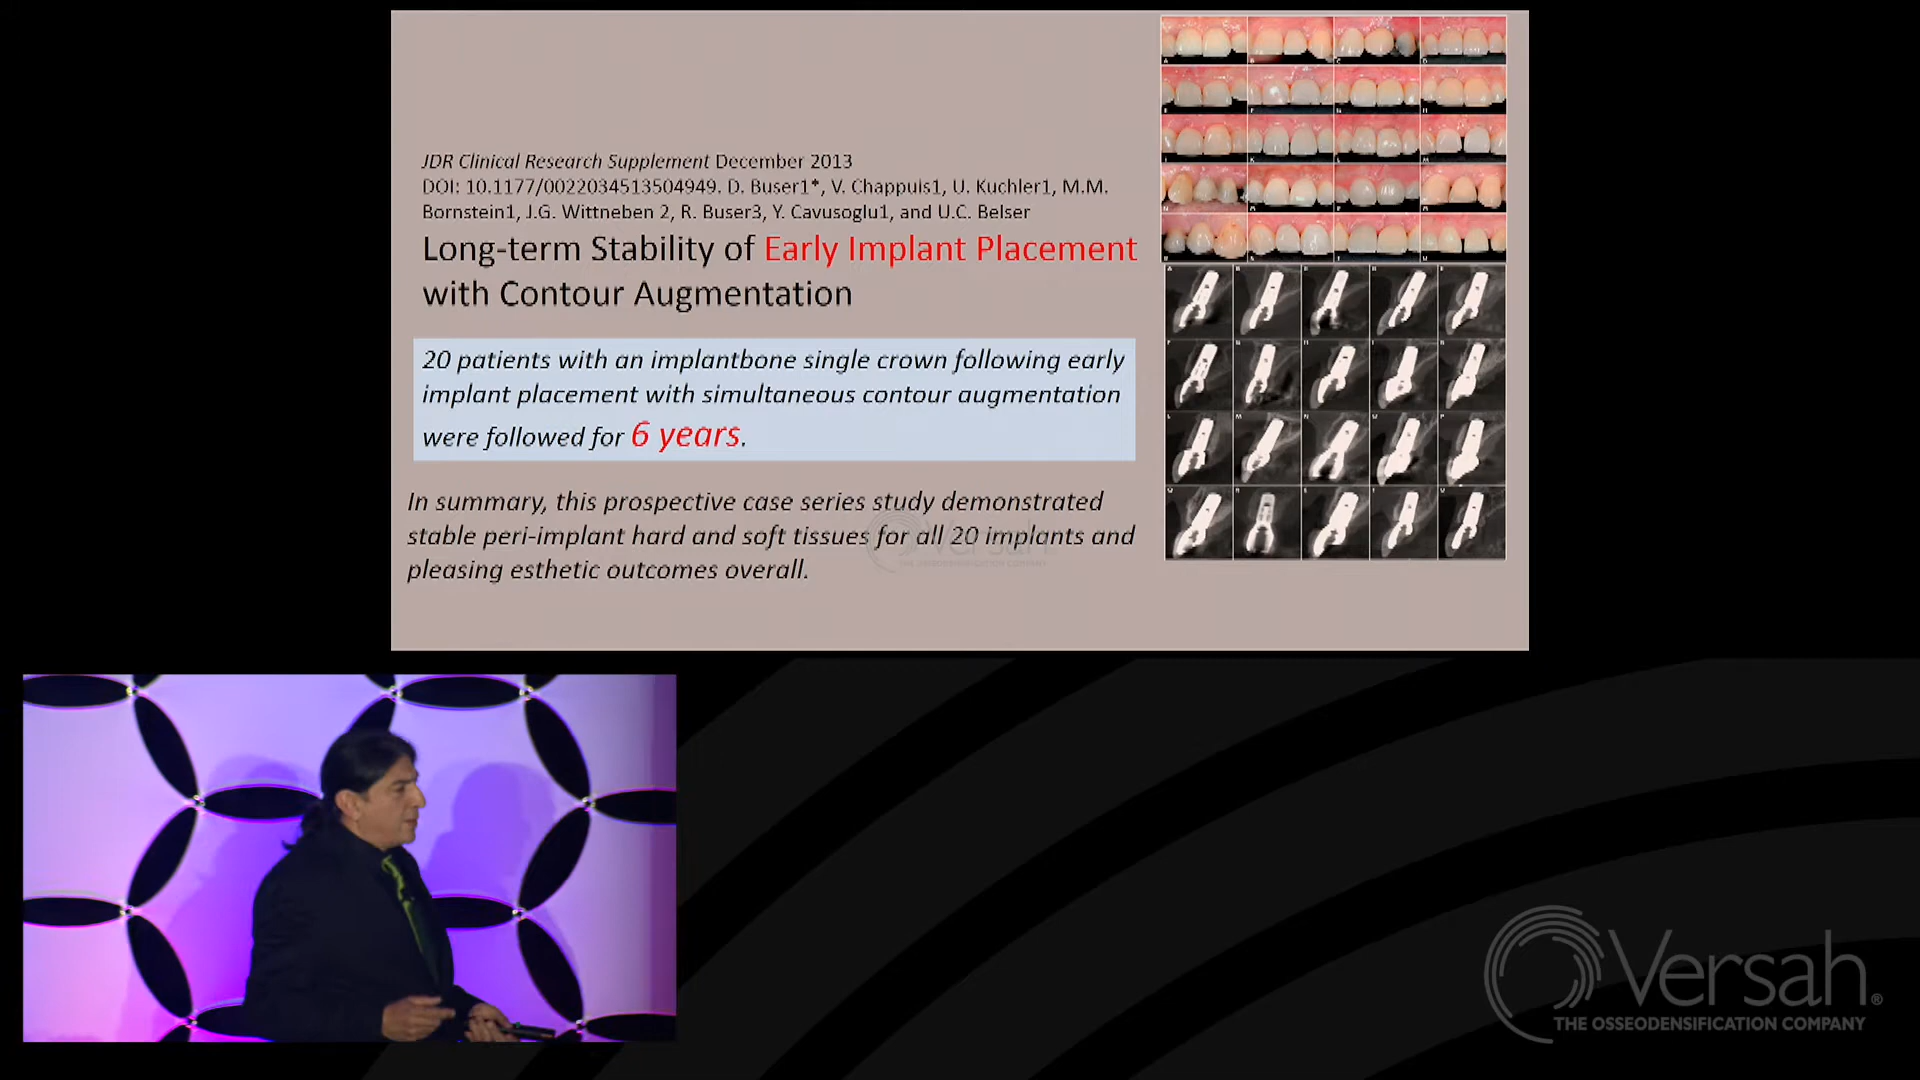 JDR Clinical Research Supplement December 2013
DOI: 10.1177/0022034513504949. D. Buser1*, V. Chappuis1, U. Kuchler1, M.M.
Bornstein1, J.G. Wittneben 2, R. Buser3, Y. Cavusoglu1, and U.C. Belser
Long-term Stability of Early Implant Placement
with Contour Augmentation
20 patients with an implantbone single crown following early
implant placement with simultaneous contour augmentation
were followed for 6 years.
In summary, this prospective case series study demonstrated
stable peri-implant hard and soft tissues for all 20 implants and
pleasing esthetic outcomes overall.
Versah
THE OSSEODENSIFICATION COMPANY
Versah®
THE OSSEODENSIFICATION COMPANY